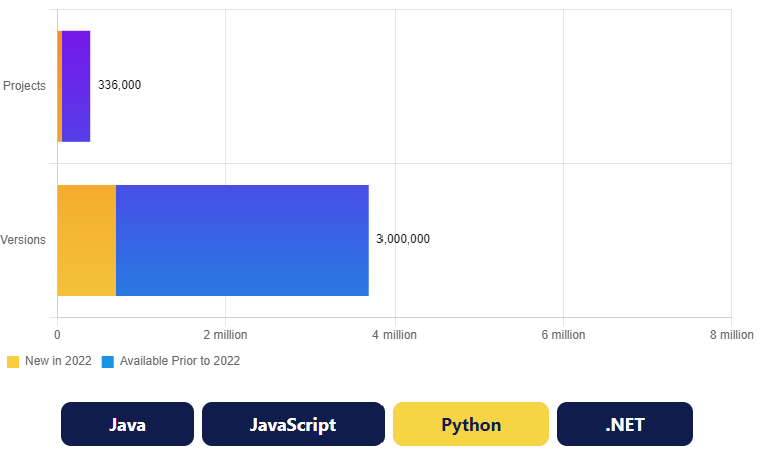 Projects
336,000
Versions
3,000,000
0 2 million 4 million 6 million 8 million
New in 2022 Available Prior to 2022
Java JavaScript Python .NET